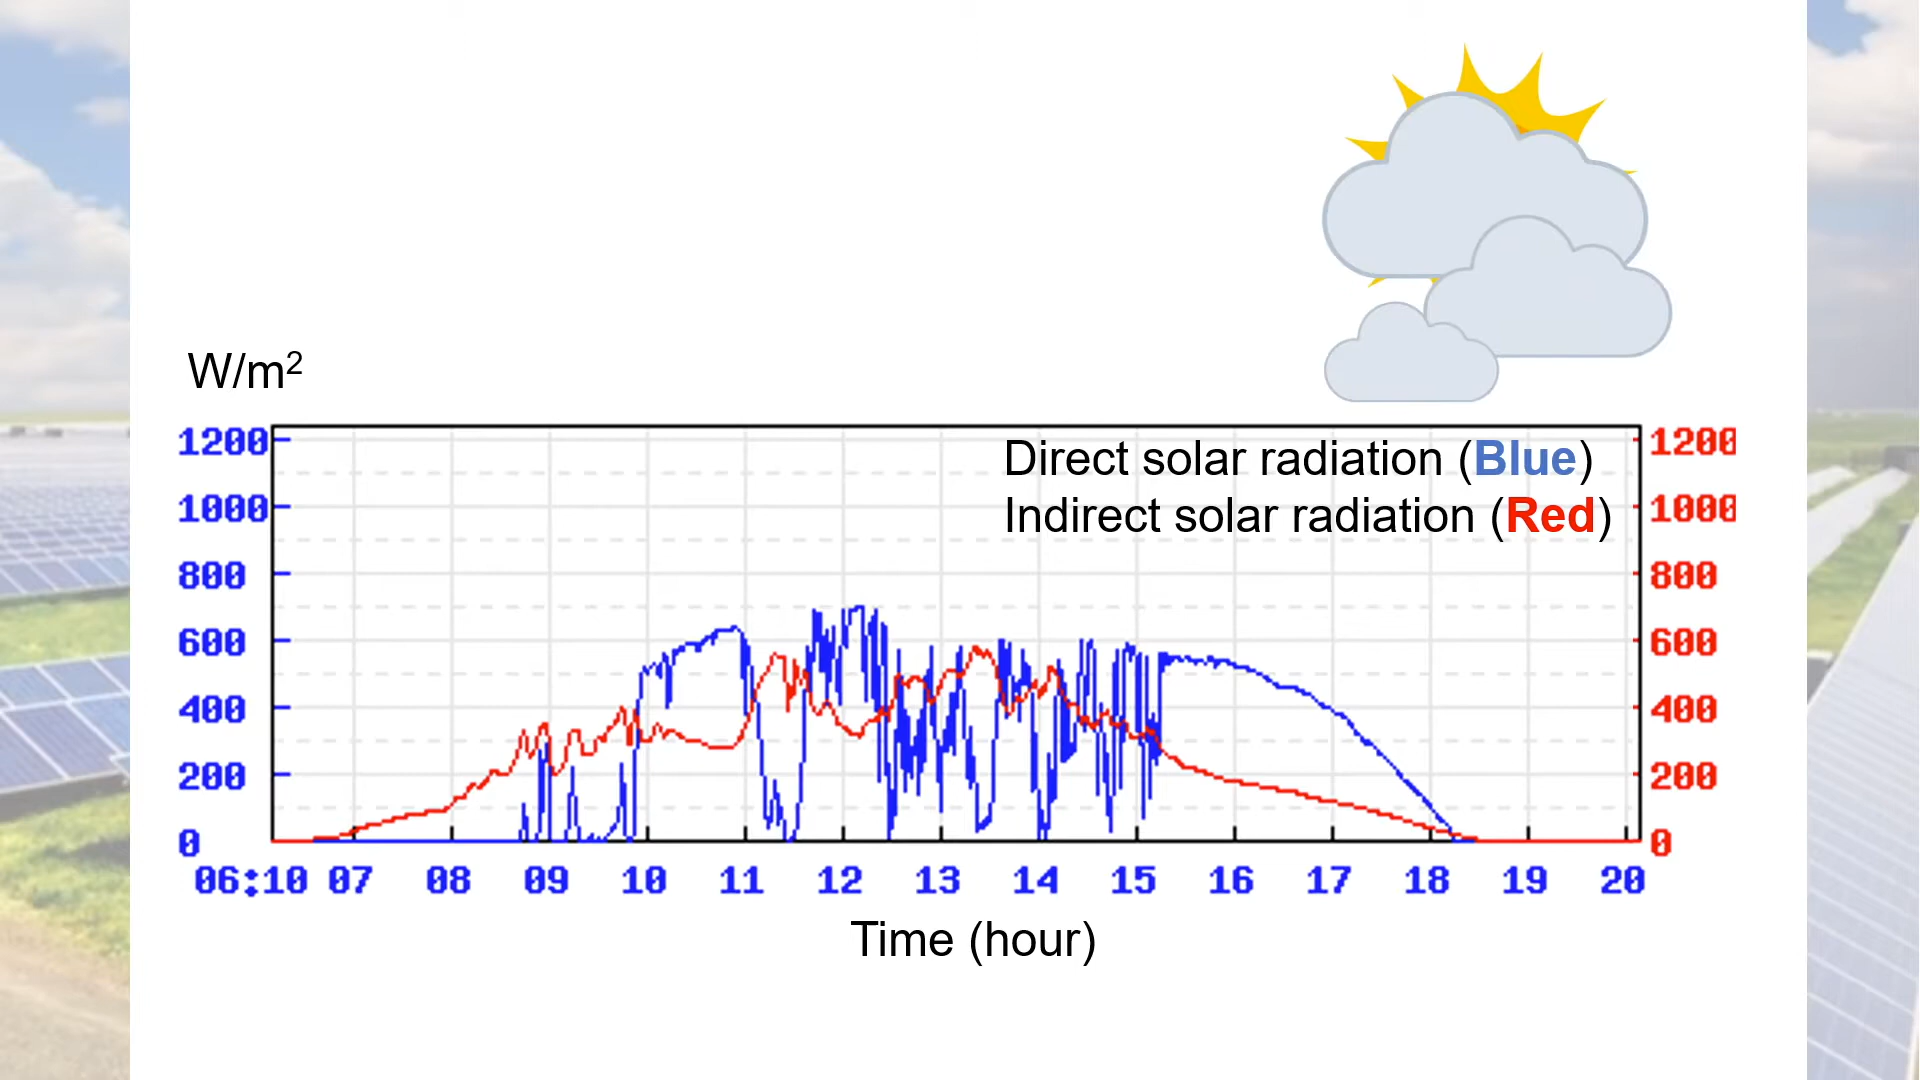 W/m²
1200 1200
Direct solar radiation (Blue)
1000 1000
Indirect solar radiation (Red)
800 800
600 600
400 400
200 200
0 0
06:10 07 08 09 10 11 12 13 14 15 16 17 18 19 20
Time (hour)